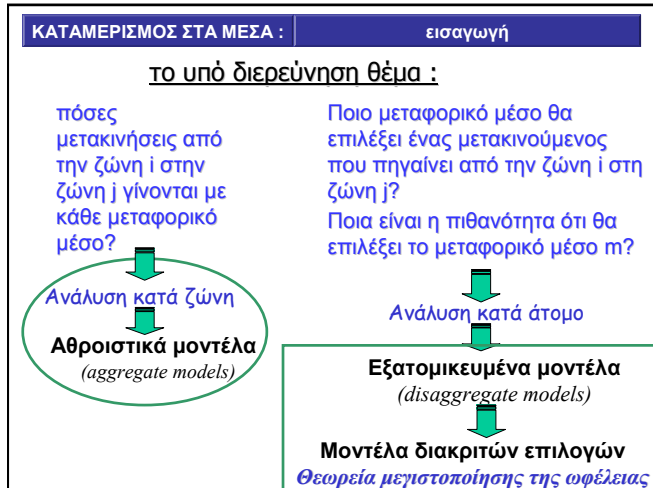 ΚΑΤΑΜΕΡΙΣΜΟΣ ΣΤΑ ΜΕΣΑ :
εισαγωγή
το υπό διερεύνηση θέμα :
πόσες
μετακινήσεις από
την ζώνη i στην
ζώνη j γίνονται με
κάθε μεταφορικό
μέσο?
Ανάλυση κατά ζώνη
Αθροιστικά μοντέλα
(aggregate models)
Ποιο μεταφορικό μέσο θα
επιλέξει ένας μετακινούμενος
που πηγαίνει από την ζώνη i στη
ζώνη j?
Ποια είναι η πιθανότητα ότι θα
επιλέξει το μεταφορικό μέσο m?
Ανάλυση κατά άτομο
Εξατομικευμένα μοντέλα
(disaggregate models)
Μοντέλα διακριτών επιλογών
Θεωρία μεγιστοποίησης της ωφέλειας